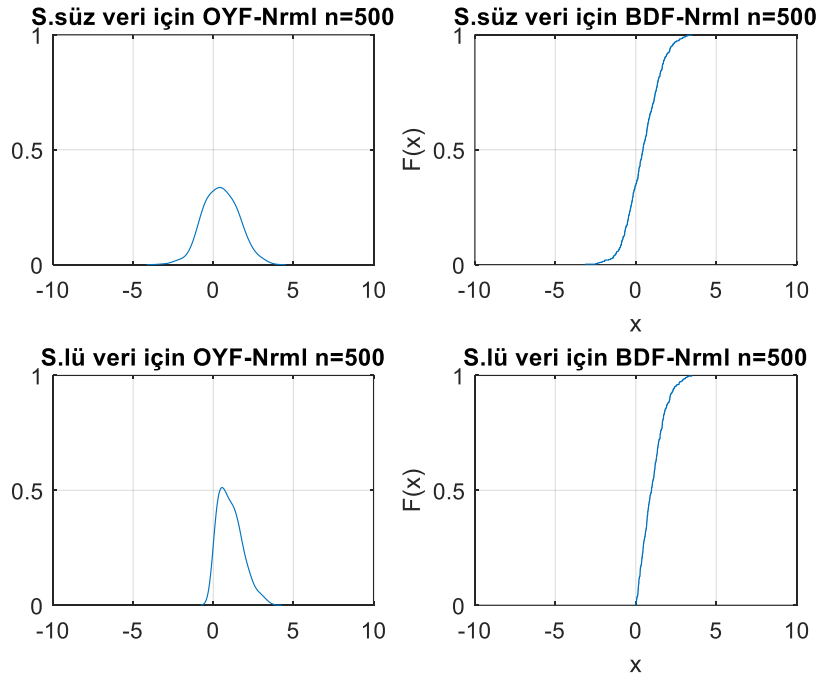 S.süz veri için OYF-Nrml n=500
1
0.5
0
-10 -5 0 5 10
S.süz veri için BDF-Nrml n=500
1
F(x)
0.5
0
-10 -5 0 5 10
x
S.lü veri için OYF-Nrml n=500
1
0.5
0
-10 -5 0 5 10
S.lü veri için BDF-Nrml n=500
1
F(x)
0.5
0
-10 -5 0 5 10
x